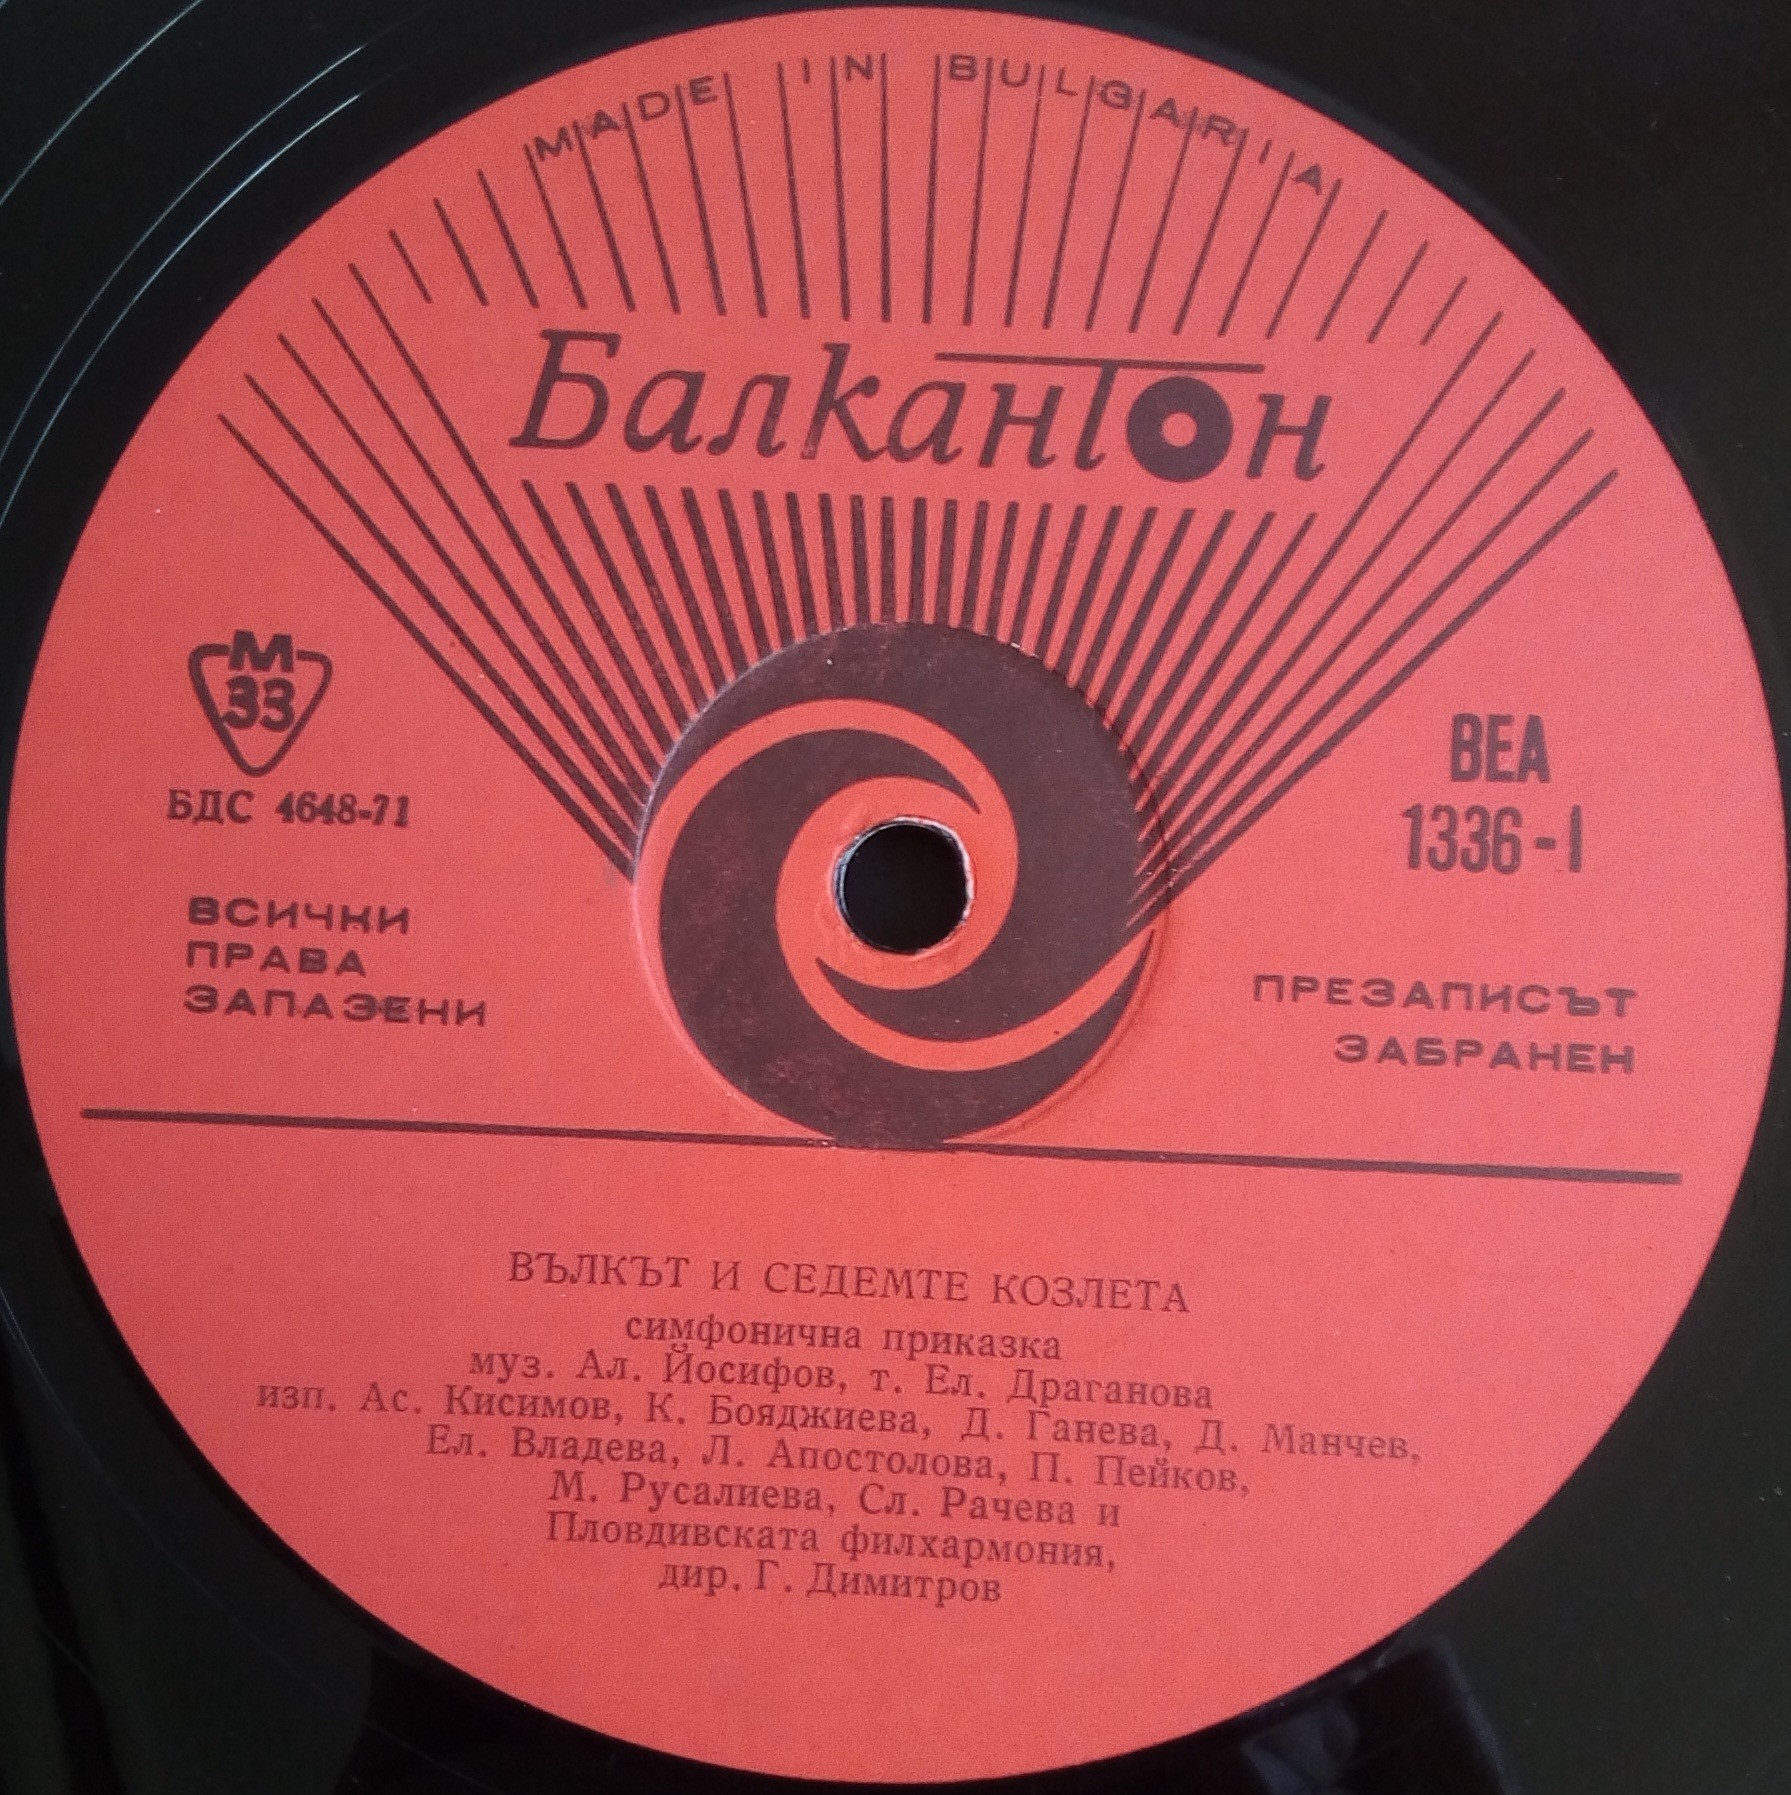 MADE IN BULGARIA
Балкантон
М
33
БДС 4648-71
ВСИЧКИ
ПРАВА
ЗАПАЗЕНИ
ВЕА
1336-I
ПРЕЗАПИСЪТ
ЗАБРАНЕН
ВЪЛКЪТ И СЕДЕМТЕ КОЗЛЕТА
симфонична приказка
муз. Ал. Йосифов, т. Ел. Драганова
изп. Ас. Кисимов, К. Бояджиева, Д. Ганева, Д. Манчев,
Ел. Владева, Л. Апостолова, П. Пейков,
М. Русалиева, Сл. Рачева и
Пловдивската филхармония,
дир. Г. Димитров